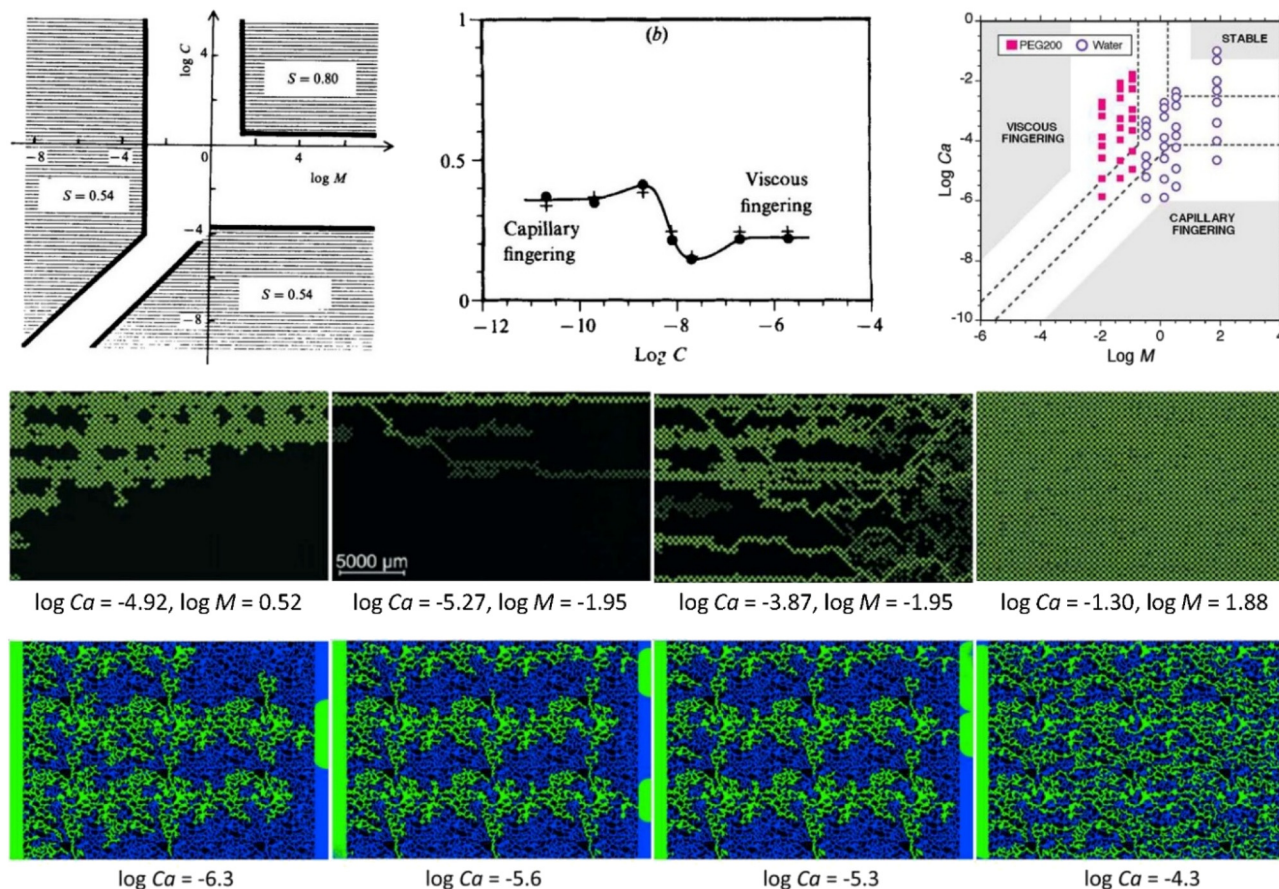 log C
4
S = 0.80
-8
-4
0
4
log M
S = 0.54
-4
S = 0.54
-8
(b)
1
0.5
0
Capillary
fingering
Viscous
fingering
-12
-10
-8
-6
-4
Log C
0
-2
-4
-6
-8
-10
Log Ca
PEG200
Water
STABLE
VISCOUS
FINGERING
CAPILLARY
FINGERING
-6
-4
-2
0
2
4
Log M
5000 μm
log Ca = -4.92, log M = 0.52
log Ca = -5.27, log M = -1.95
log Ca = -3.87, log M = -1.95
log Ca = -1.30, log M = 1.88
log Ca = -6.3
log Ca = -5.6
log Ca = -5.3
log Ca = -4.3